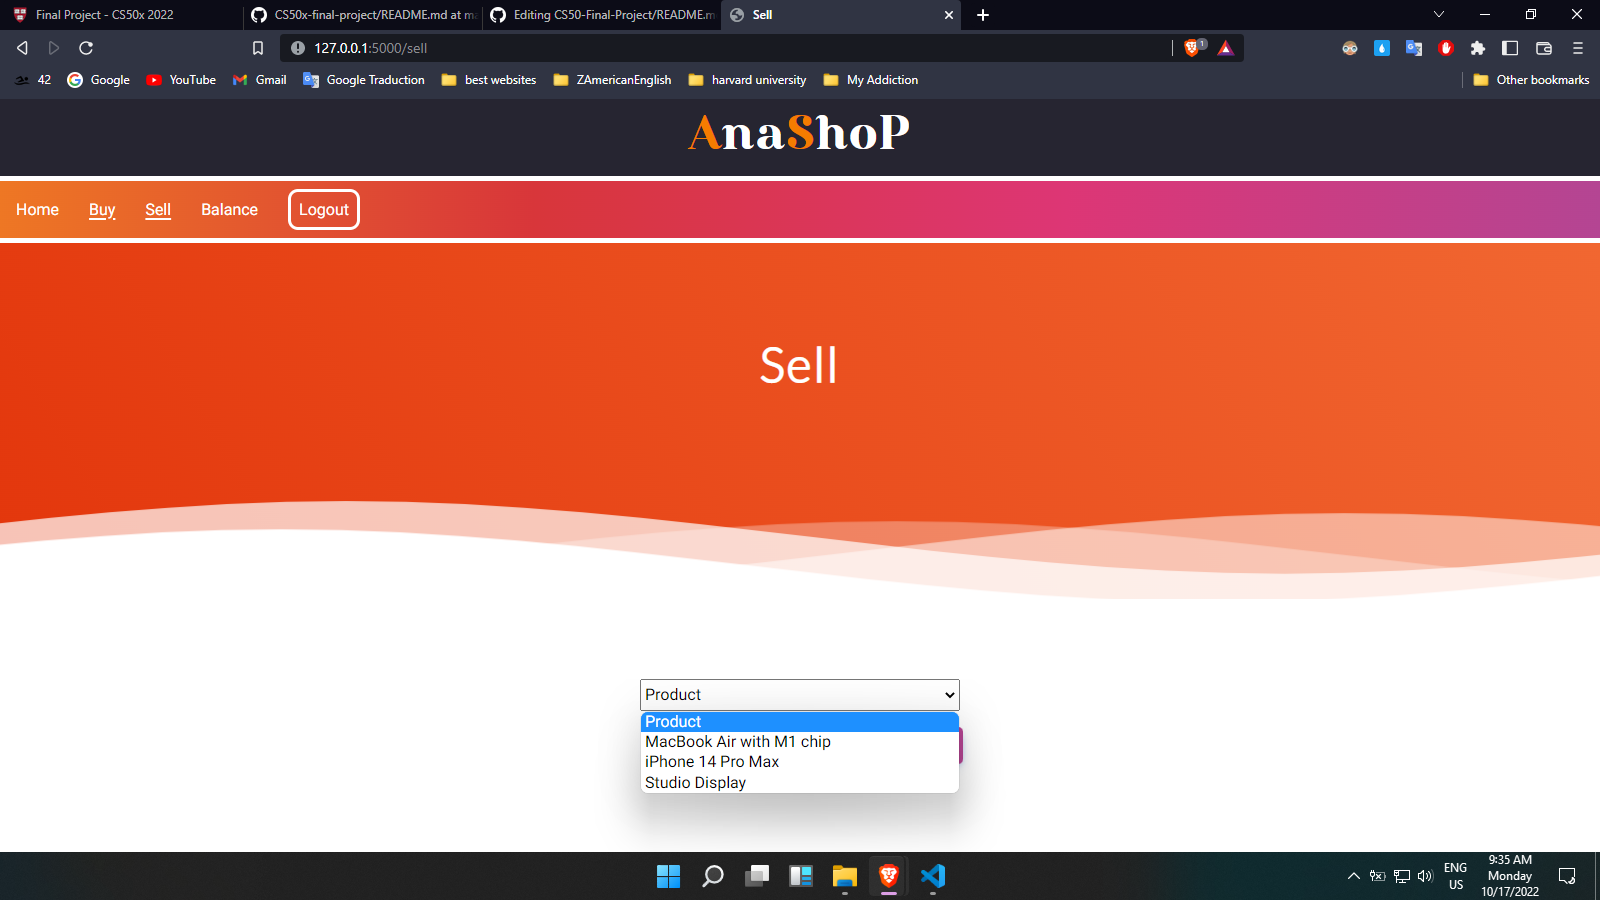 Final Project - CS50x 2022
CS50x-final-project/README.md at ma
Editing CS50-Final-Project/README.m
Sell
127.0.0.1:5000/sell
1
42
Google
YouTube
Gmail
Google Traduction
best websites
ZAmericanEnglish
harvard university
My Addiction
Other bookmarks
AnaShoP
Home
Buy
Sell
Balance
Logout
Sell
Product
Product
MacBook Air with M1 chip
iPhone 14 Pro Max
Studio Display
ENG
US
9:35 AM
Monday
10/17/2022